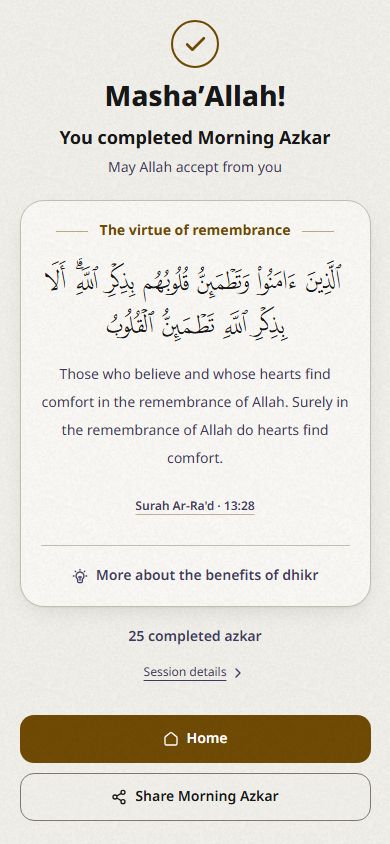 Masha’Allah!
You completed Morning Azkar
May Allah accept from you
The virtue of remembrance
ٱلَّذِينَ ءَامَنُوا۟ وَتَطْمَئِنُّ قُلُوبُهُم بِذِكْرِ ٱللَّهِ ۗ أَلَا
بِذِكْرِ ٱللَّهِ تَطْمَئِنُّ ٱلْقُلُوبُ
Those who believe and whose hearts find
comfort in the remembrance of Allah. Surely in
the remembrance of Allah do hearts find
comfort.
Surah Ar-Ra'd · 13:28
More about the benefits of dhikr
25 completed azkar
Session details
Home
Share Morning Azkar